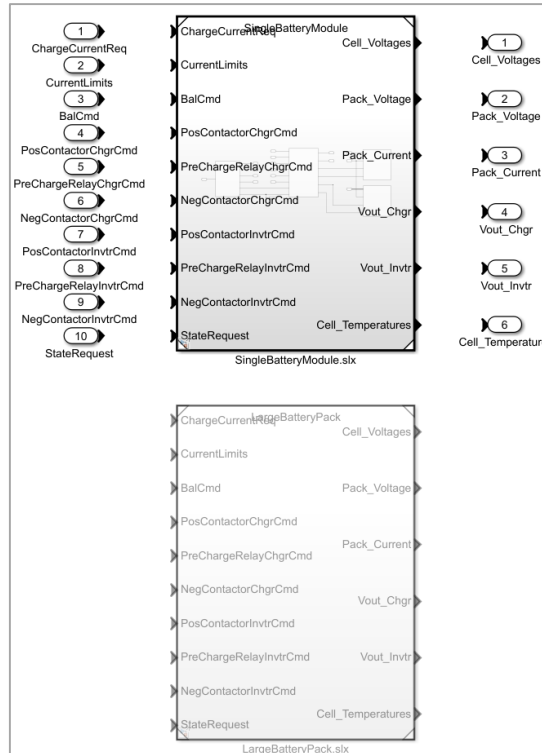 1
ChargeCurrentReq
2
CurrentLimits
3
BalCmd
4
PosContactorChgrCmd
5
PreChargeRelayChgrCmd
6
NegContactorChgrCmd
7
PosContactorInvtrCmd
8
PreChargeRelayInvtrCmd
9
NegContactorInvtrCmd
10
StateRequest
SingleBatteryModule
ChargeCurrentReq
CurrentLimits
BalCmd
PosContactorChgrCmd
PreChargeRelayChgrCmd
NegContactorChgrCmd
PosContactorInvtrCmd
PreChargeRelayInvtrCmd
NegContactorInvtrCmd
StateRequest
Cell_Voltages
Pack_Voltage
Pack_Current
Vout_Chgr
Vout_Invtr
Cell_Temperatures
SingleBatteryModule.slx
1
Cell_Voltages
2
Pack_Voltage
3
Pack_Current
4
Vout_Chgr
5
Vout_Invtr
6
Cell_Temperatur
LargeBatteryPack
ChargeCurrentReq
CurrentLimits
BalCmd
PosContactorChgrCmd
PreChargeRelayChgrCmd
NegContactorChgrCmd
PosContactorInvtrCmd
PreChargeRelayInvtrCmd
NegContactorInvtrCmd
StateRequest
Cell_Voltages
Pack_Voltage
Pack_Current
Vout_Chgr
Vout_Invtr
Cell_Temperatures
LargeBatteryPack.slx